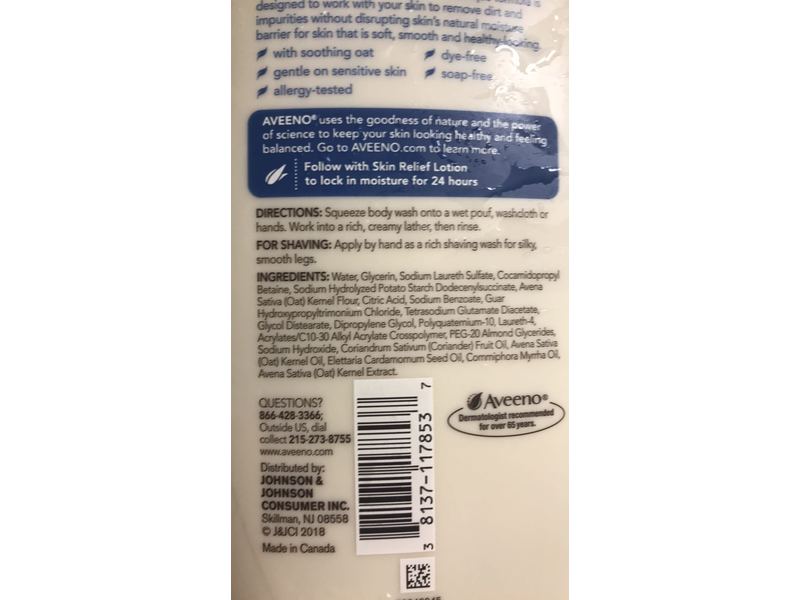 designed to work with your skin to remove dirt and
impurities without disrupting skin's natural moisture
barrier for skin that is soft, smooth and healthy-looking.
with soothing oat
dye-free
gentle on sensitive skin
soap-free
allergy-tested
AVEENO® uses the goodness of nature and the power
of science to keep your skin looking healthy and feeling
balanced. Go to AVEENO.com to learn more.
Follow with Skin Relief Lotion
to lock in moisture for 24 hours
DIRECTIONS: Squeeze body wash onto a wet pouf, washcloth or
hands. Work into a rich, creamy lather, then rinse.
FOR SHAVING: Apply by hand as a rich shaving wash for silky,
smooth legs.
INGREDIENTS: Water, Glycerin, Sodium Laureth Sulfate, Cocamidopropyl
Betaine, Sodium Hydrolyzed Potato Starch Dodecenylsuccinate, Avena
Sativa (Oat) Kernel Flour, Citric Acid, Sodium Benzoate, Guar
Hydroxypropyltrimonium Chloride, Tetrasodium Glutamate Diacetate,
Glycol Distearate, Dipropylene Glycol, Polyquaternium-10, Laureth-4,
Acrylates/C10-30 Alkyl Acrylate Crosspolymer, PEG-20 Almond Glycerides,
Sodium Hydroxide, Coriandrum Sativum (Coriander) Fruit Oil, Avena Sativa
(Oat) Kernel Oil, Elettaria Cardamomum Seed Oil, Commiphora Myrrha Oil,
Avena Sativa (Oat) Kernel Extract.
QUESTIONS?
866-428-3366;
Outside US, dial
collect 215-273-8755
www.aveeno.com
Distributed by:
JOHNSON &
JOHNSON
CONSUMER INC.
Skillman, NJ 08558
© J&JCI 2018
Made in Canada
3 8137-117853 7
Aveeno®
Dermatologist recommended
for over 65 years.